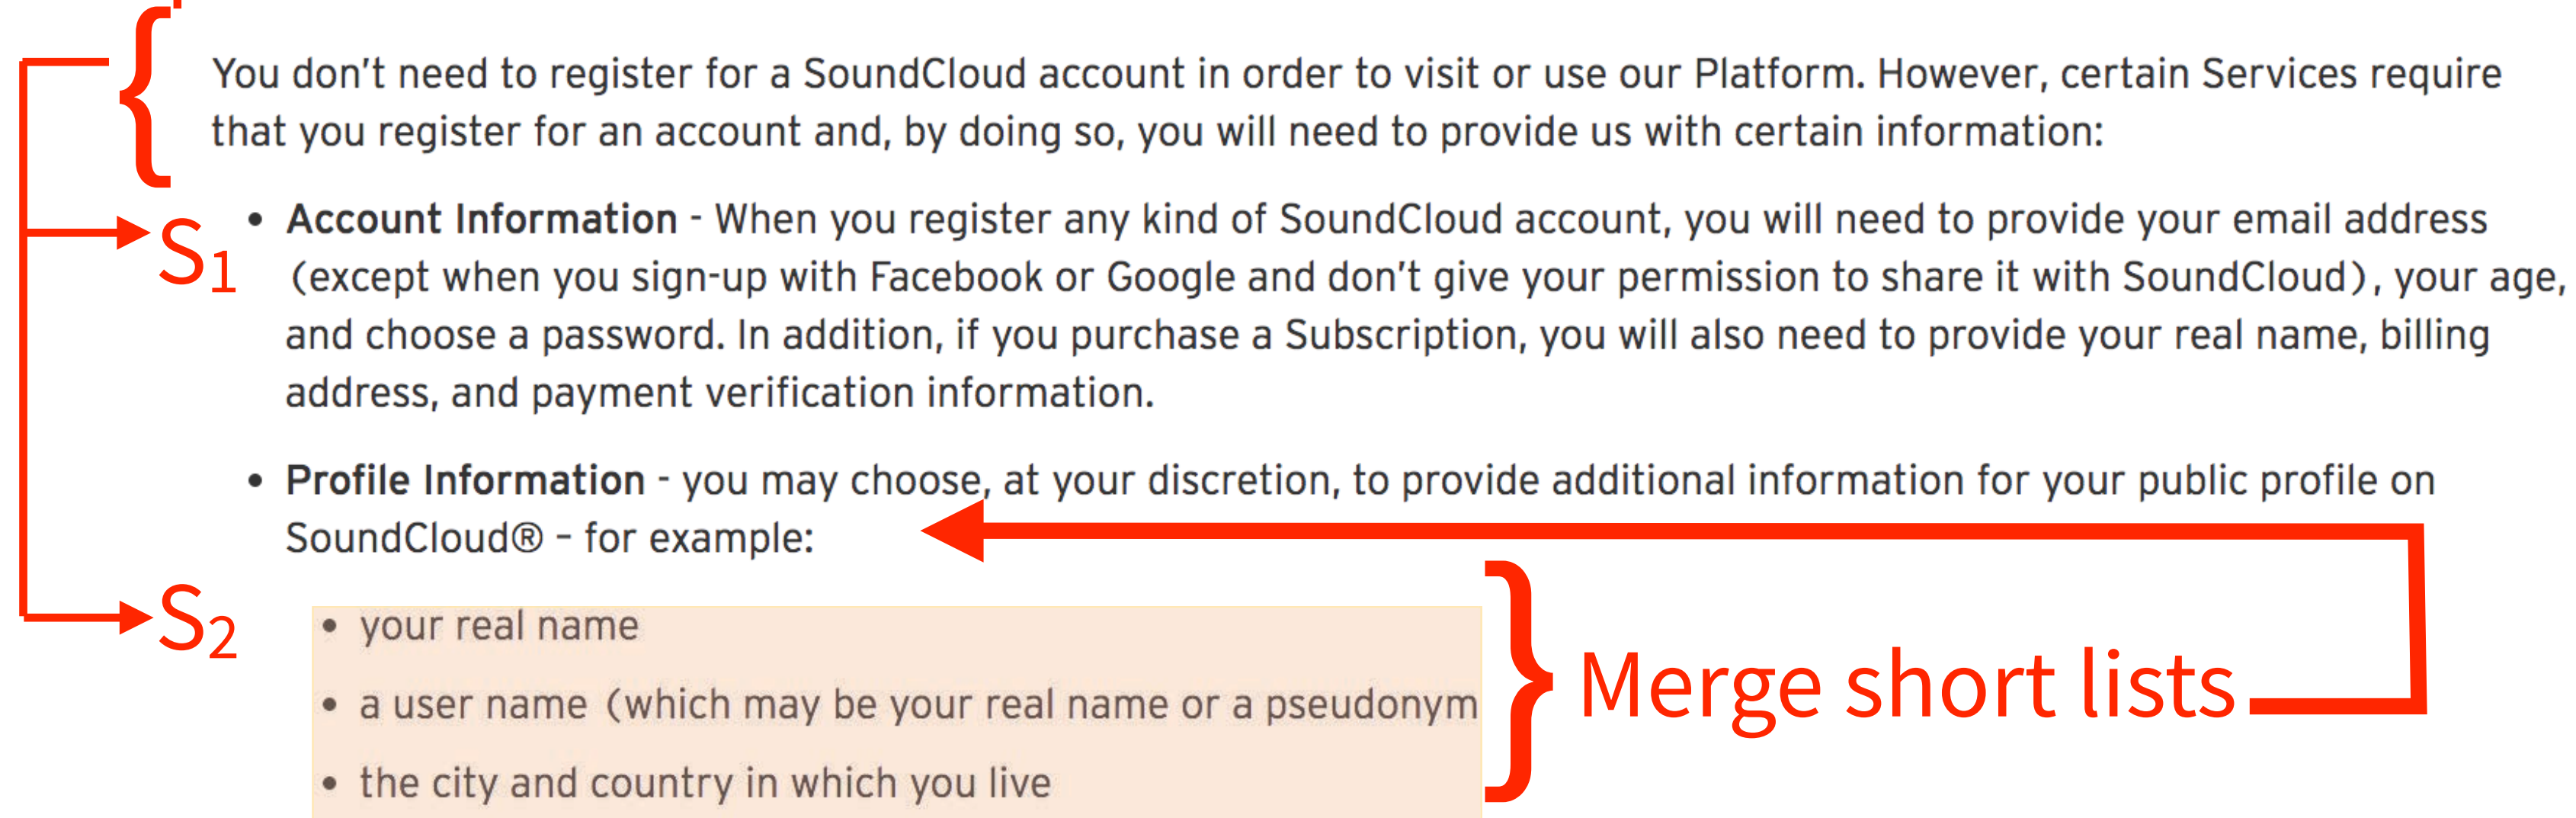 You don't need to register for a SoundCloud account in order to visit or use our Platform. However, certain Services require
that you register for an account and, by doing so, you will need to provide us with certain information:
S1
• Account Information - When you register any kind of SoundCloud account, you will need to provide your email address
(except when you sign-up with Facebook or Google and don't give your permission to share it with SoundCloud), your age,
and choose a password. In addition, if you purchase a Subscription, you will also need to provide your real name, billing
address, and payment verification information.
• Profile Information - you may choose, at your discretion, to provide additional information for your public profile on
SoundCloud® – for example:
S2
• your real name
• a user name (which may be your real name or a pseudonym
• the city and country in which you live
Merge short lists